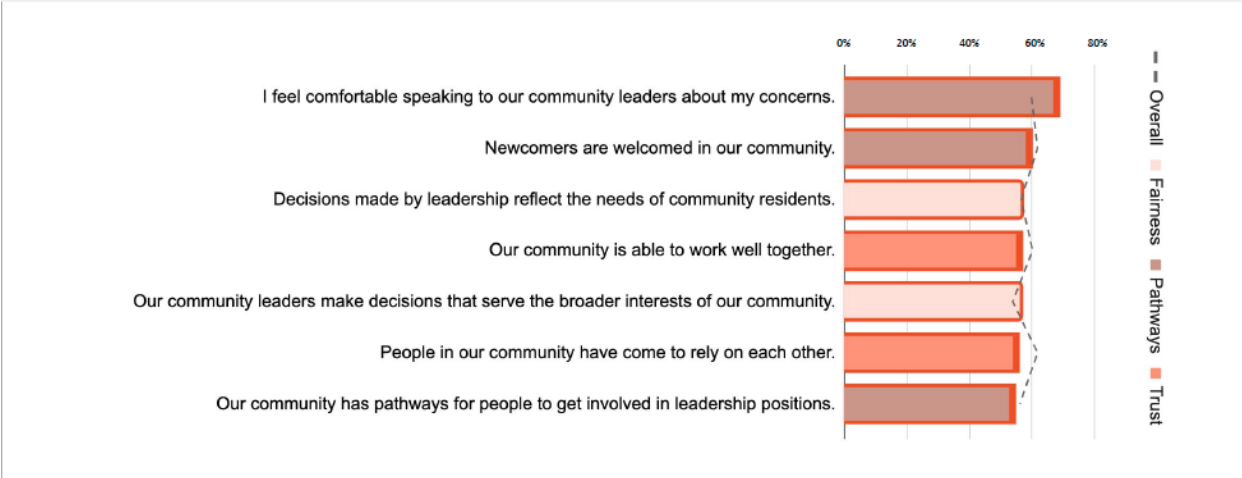 0% 20% 40% 60% 80%
I feel comfortable speaking to our community leaders about my concerns.
Newcomers are welcomed in our community.
Decisions made by leadership reflect the needs of community residents.
Our community is able to work well together.
Our community leaders make decisions that serve the broader interests of our community.
People in our community have come to rely on each other.
Our community has pathways for people to get involved in leadership positions.
Overall Fairness Pathways Trust